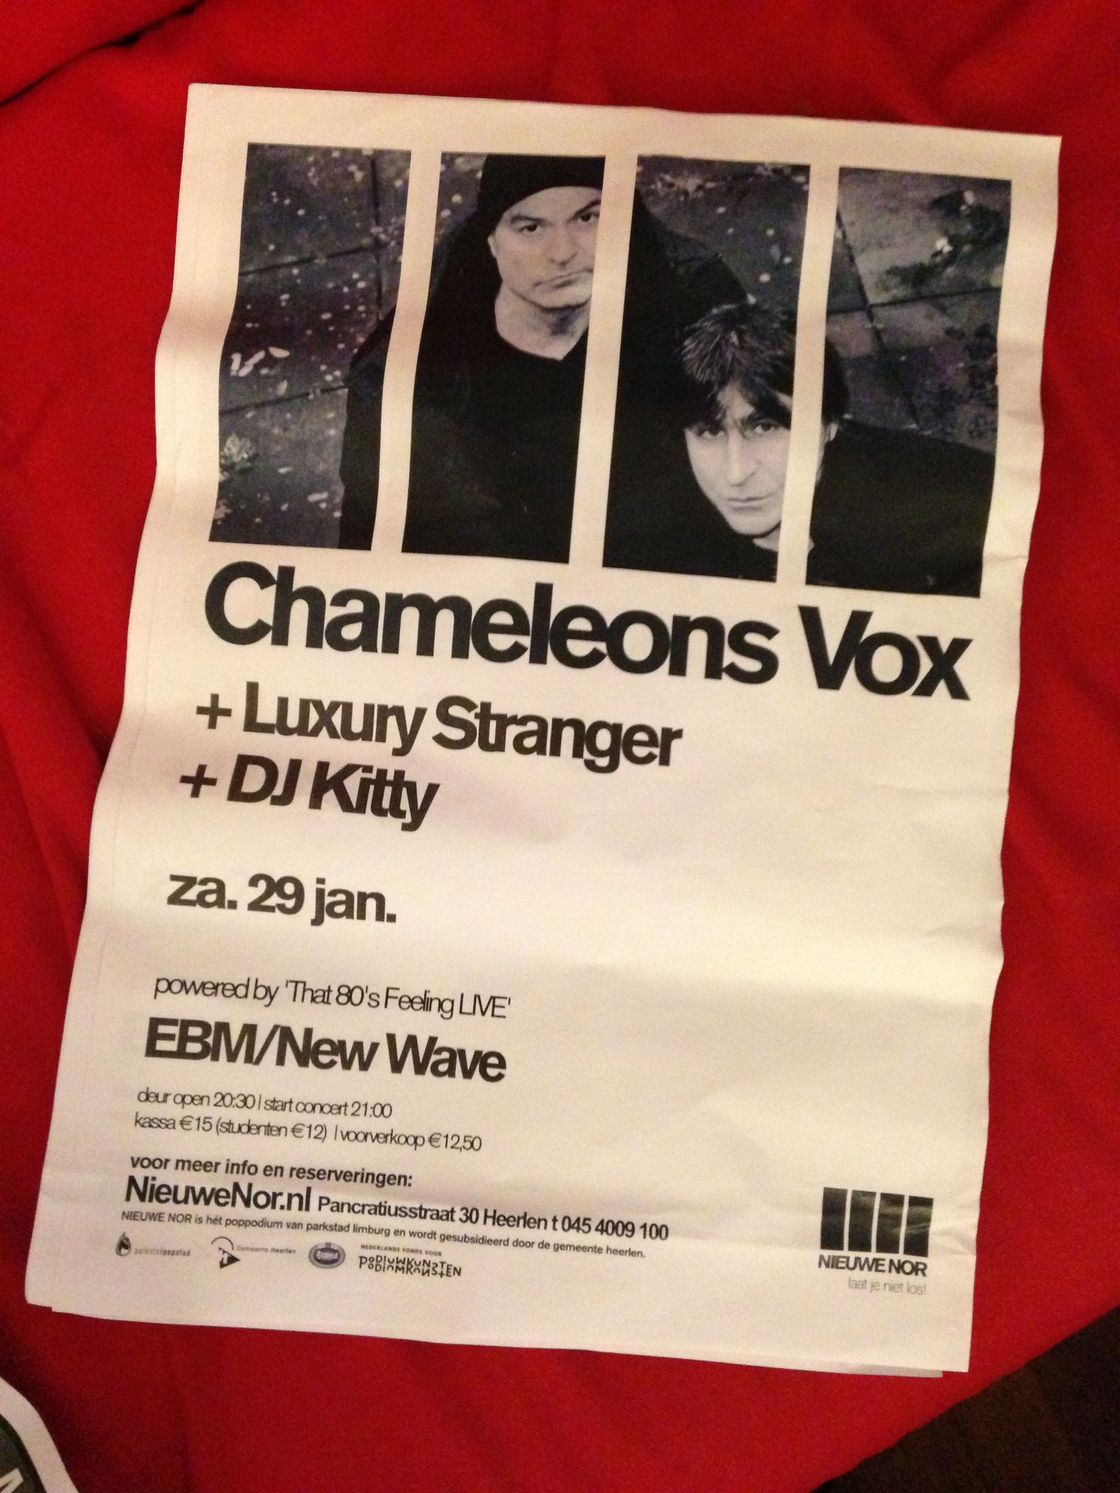 Chameleons Vox
+ Luxury Stranger
+ DJ Kitty
za. 29 jan.
powered by 'That 80's Feeling LIVE'
EBM/New Wave
deur open 20:30 | start concert 21:00
kassa €15 (studenten €12) | voorverkoop €12,50
voor meer info en reserveringen:
NieuweNor.nl Pancratiusstraat 30 Heerlen t 045 4009 100
NIEUWE NOR is hét poppodium van parkstad limburg en wordt gesubsidieerd door de gemeente heerlen.
parkstadpopstad
Gemeente Heerlen
NEDERLANDS FONDS VOOR
PODIUMKUNSTEN
NIEUWE NOR
laat je niet los!